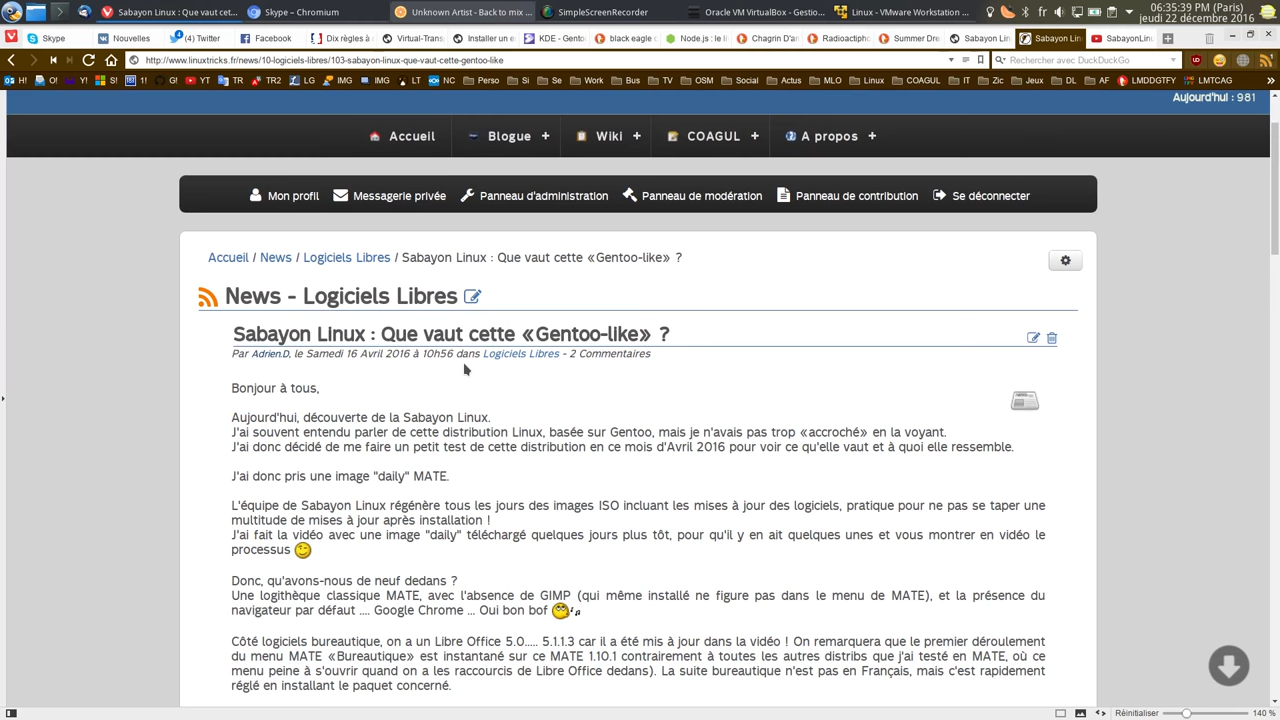 Sabayon Linux : Que vaut cet... Skype – Chromium Unknown Artist - Back to mix ... SimpleScreenRecorder Oracle VM VirtualBox - Gestio... Linux - VMware Workstation ... fr 06:35:39 PM (Paris)
jeudi 22 décembre 2016
Skype Nouvelles 4 (4) Twitter Facebook Dix règles à r Virtual-Trans Installer un e KDE - Gento black eagle c Node.js : le t Chagrin D'an Radioactiph Summer Dre Sabayon Lin Sabayon Lin SabayonLinu
http://www.linuxtricks.fr/news/10-logiciels-libres/103-sabayon-linux-que-vaut-cette-gentoo-like/ Rechercher avec DuckDuckGo
H! O! Y! S! 1! G! YT TR TR2 LG IMG IMG LT NC Perso Si Se Work Bus TV OSM Social Actus MLO Linux COAGUL IT Zic Jeux DL AF LMDDGTFY LMTCAG
Aujourd'hui : 981
Accueil Blogue + Wiki + COAGUL + A propos +
Mon profil Messagerie privée Panneau d'administration Panneau de modération Panneau de contribution Se déconnecter
Accueil / News / Logiciels Libres / Sabayon Linux : Que vaut cette «Gentoo-like» ?
News - Logiciels Libres
Sabayon Linux : Que vaut cette «Gentoo-like» ?
Par Adrien.D, le Samedi 16 Avril 2016 à 10h56 dans Logiciels Libres - 2 Commentaires
Bonjour à tous,
Aujourd'hui, découverte de la Sabayon Linux.
J'ai souvent entendu parler de cette distribution Linux, basée sur Gentoo, mais je n'avais pas trop «accroché» en la voyant.
J'ai donc décidé de me faire un petit test de cette distribution en ce mois d'Avril 2016 pour voir ce qu'elle vaut et à quoi elle ressemble.
J'ai donc pris une image "daily" MATE.
L'équipe de Sabayon Linux régénère tous les jours des images ISO incluant les mises à jour des logiciels, pratique pour ne pas se taper une
multitude de mises à jour après installation !
J'ai fait la vidéo avec une image "daily" téléchargé quelques jours plus tôt, pour qu'il y en ait quelques unes et vous montrer en vidéo le
processus
Donc, qu'avons-nous de neuf dedans ?
Une logithèque classique MATE, avec l'absence de GIMP (qui même installé ne figure pas dans le menu de MATE), et la présence du
navigateur par défaut .... Google Chrome ... Oui bon bof
Côté logiciels bureautique, on a un Libre Office 5.0..... 5.1.1.3 car il a été mis à jour dans la vidéo ! On remarquera que le premier déroulement
du menu MATE «Bureautique» est instantané sur ce MATE 1.10.1 contrairement à toutes les autres distribs que j'ai testé en MATE, où ce
menu peine à s'ouvrir quand on a les raccourcis de Libre Office dedans). La suite bureautique n'est pas en Français, mais c'est rapidement
réglé en installant le paquet concerné.
Réinitialiser 140 %